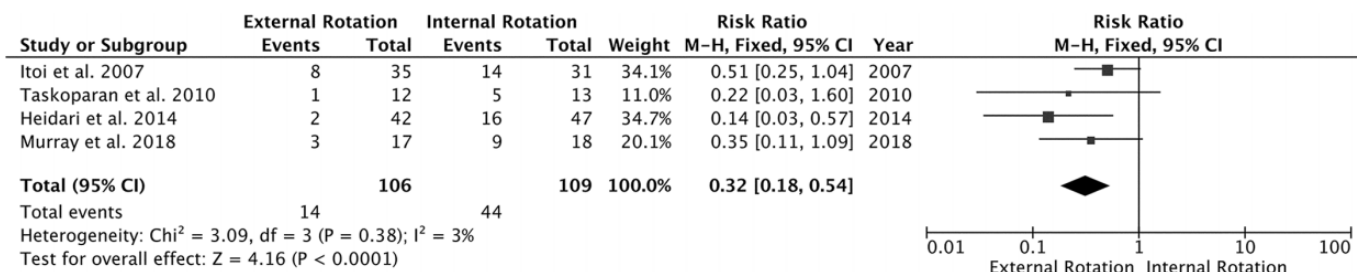 External Rotation Internal Rotation Risk Ratio Risk Ratio
Study or Subgroup Events Total Events Total Weight M-H, Fixed, 95% CI Year M-H, Fixed, 95% CI
Itoi et al. 2007 8 35 14 31 34.1% 0.51 [0.25, 1.04] 2007
Taskoparan et al. 2010 1 12 5 13 11.0% 0.22 [0.03, 1.60] 2010
Heidari et al. 2014 2 42 16 47 34.7% 0.14 [0.03, 0.57] 2014
Murray et al. 2018 3 17 9 18 20.1% 0.35 [0.11, 1.09] 2018
Total (95% CI) 106 109 100.0% 0.32 [0.18, 0.54]
Total events 14 44
Heterogeneity: Chi² = 3.09, df = 3 (P = 0.38); I² = 3%
Test for overall effect: Z = 4.16 (P < 0.0001)
0.01 0.1 1 10 100
External Rotation Internal Rotation